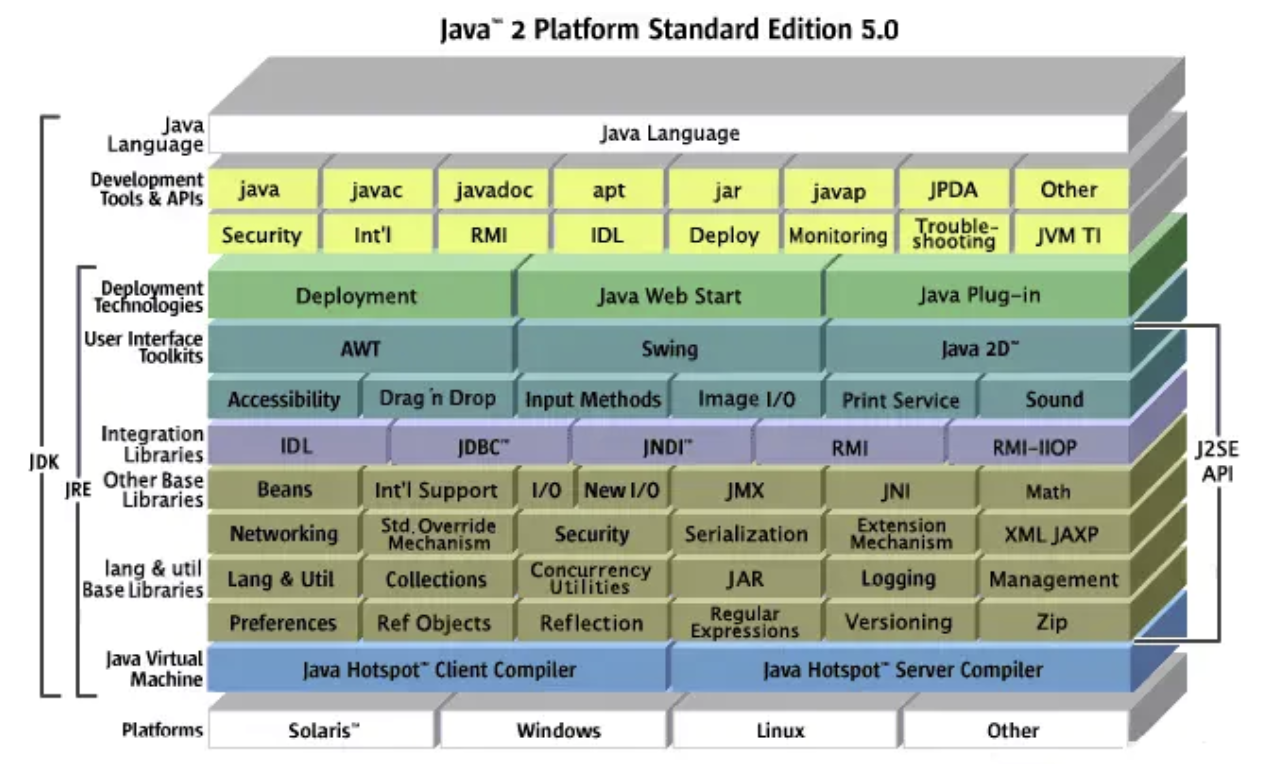 Java™ 2 Platform Standard Edition 5.0
Java
Language
Java Language
Development
Tools & APIs
java javac javadoc apt jar javap JPDA Other
Security Int'l RMI IDL Deploy Monitoring Trouble-
shooting JVM TI
Deployment
Technologies
Deployment Java Web Start Java Plug-in
User Interface
Toolkits
AWT Swing Java 2D™
Accessibility Drag 'n Drop Input Methods Image I/O Print Service Sound
Integration
Libraries
IDL JDBC™ JNDI™ RMI RMI-IIOP
JDK
JRE
J2SE
API
Other Base
Libraries
Beans Int'l Support I/O New I/O JMX JNI Math
Networking Std. Override
Mechanism Security Serialization Extension
Mechanism XML JAXP
lang & util
Base Libraries
Lang & Util Collections Concurrency
Utilities JAR Logging Management
Preferences Ref Objects Reflection Regular
Expressions Versioning Zip
Java Virtual
Machine
Java Hotspot™ Client Compiler Java Hotspot™ Server Compiler
Platforms
Solaris™ Windows Linux Other